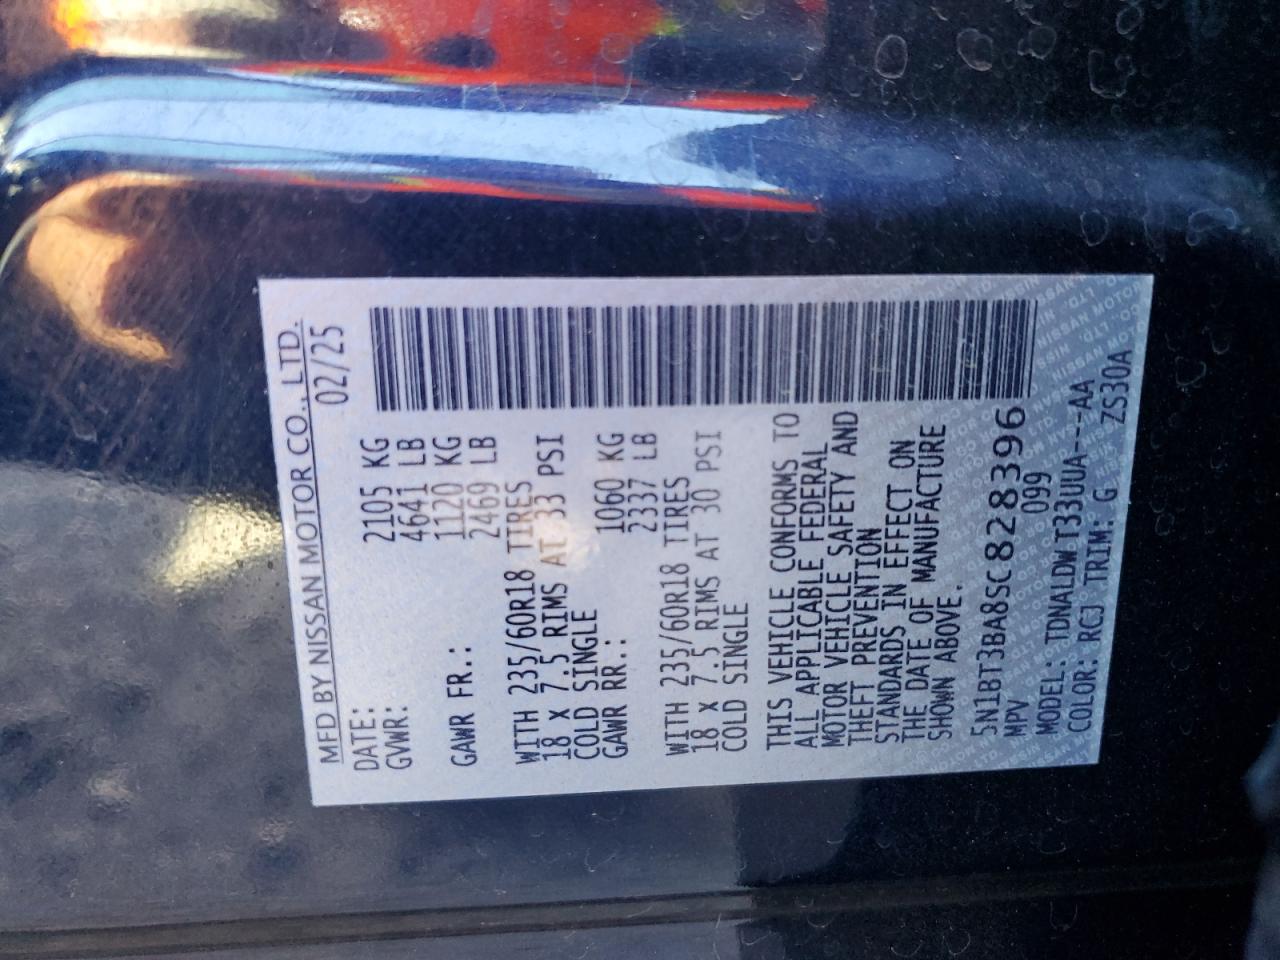 MFD BY NISSAN MOTOR CO., LTD.
DATE: 02/25
GVWR: 2105 KG
4641 LB
GAWR FR.: 1120 KG
2469 LB
WITH 235/60R18 TIRES
18 X 7.5 RIMS AT 33 PSI
COLD SINGLE
GAWR RR.: 1060 KG
2337 LB
WITH 235/60R18 TIRES
18 X 7.5 RIMS AT 30 PSI
COLD SINGLE
THIS VEHICLE CONFORMS TO
ALL APPLICABLE FEDERAL
MOTOR VEHICLE SAFETY AND
THEFT PREVENTION
STANDARDS IN EFFECT ON
THE DATE OF MANUFACTURE
SHOWN ABOVE.
5N1BT3BA8SC828396
MPV 099
MODEL: TDNALDWT33UUA---AA
COLOR: RCJ TRIM: G ZS30A